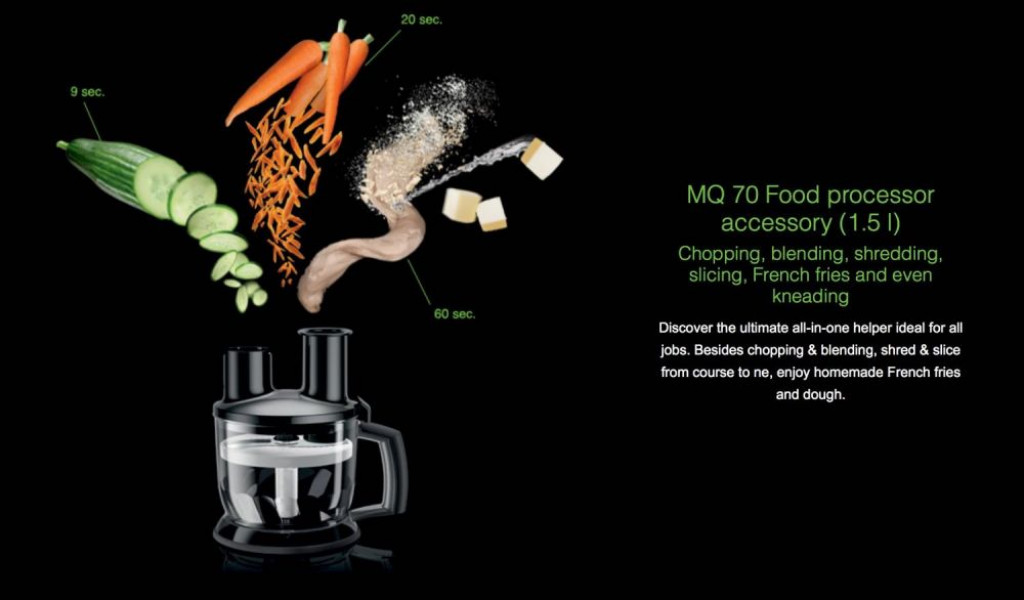 20 sec.
9 sec.
60 sec.
MQ 70 Food processor
accessory (1.5 l)
Chopping, blending, shredding,
slicing, French fries and even
kneading
Discover the ultimate all-in-one helper ideal for all
jobs. Besides chopping & blending, shred & slice
from course to ne, enjoy homemade French fries
and dough.